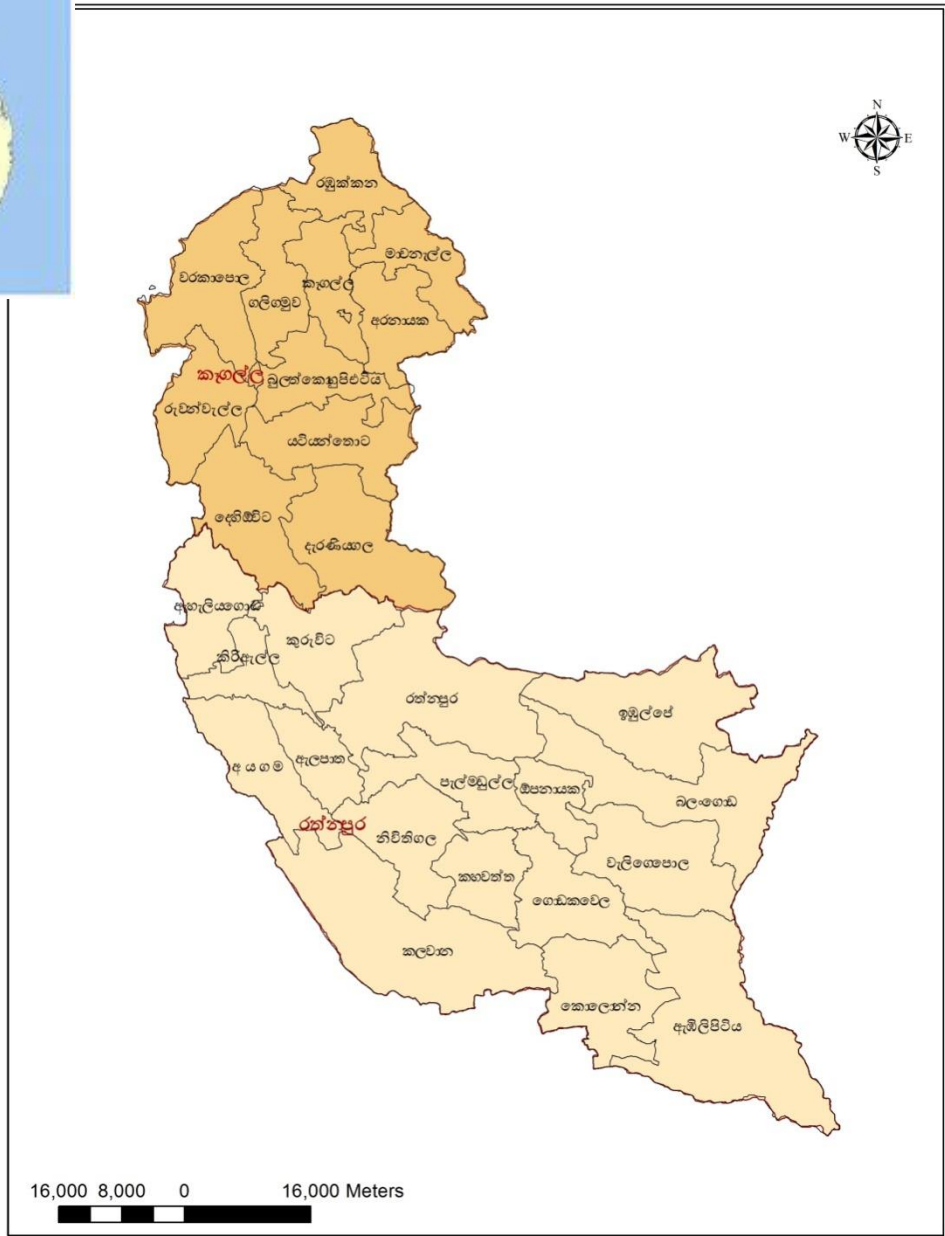 N
W E
S
රඹුක්කන
මාවනැල්ල
වරකාපොල
කෑගල්ල
ගලිගමුව
අරනායක
කෑගල්ල
බුලත්කොහුපිටිය
රුවන්වැල්ල
යටියන්තොට
දෙහිඕවිට
දැරණියගල
ඇහැලියගොඩ
කුරුවිට
කිරිඇල්ල
රත්නපුර
ඉඹුල්පේ
ඇලපාත
අ ය ග ම
පැල්මඩුල්ල
ඕපනායක
බලංගොඩ
රත්නපුර
නිවිතිගල
වැලිගෙපොල
කහවත්ත
ගොඩකවෙල
කලවාන
කොලොන්න
ඇඹිලිපිටිය
16,000 8,000 0 16,000 Meters